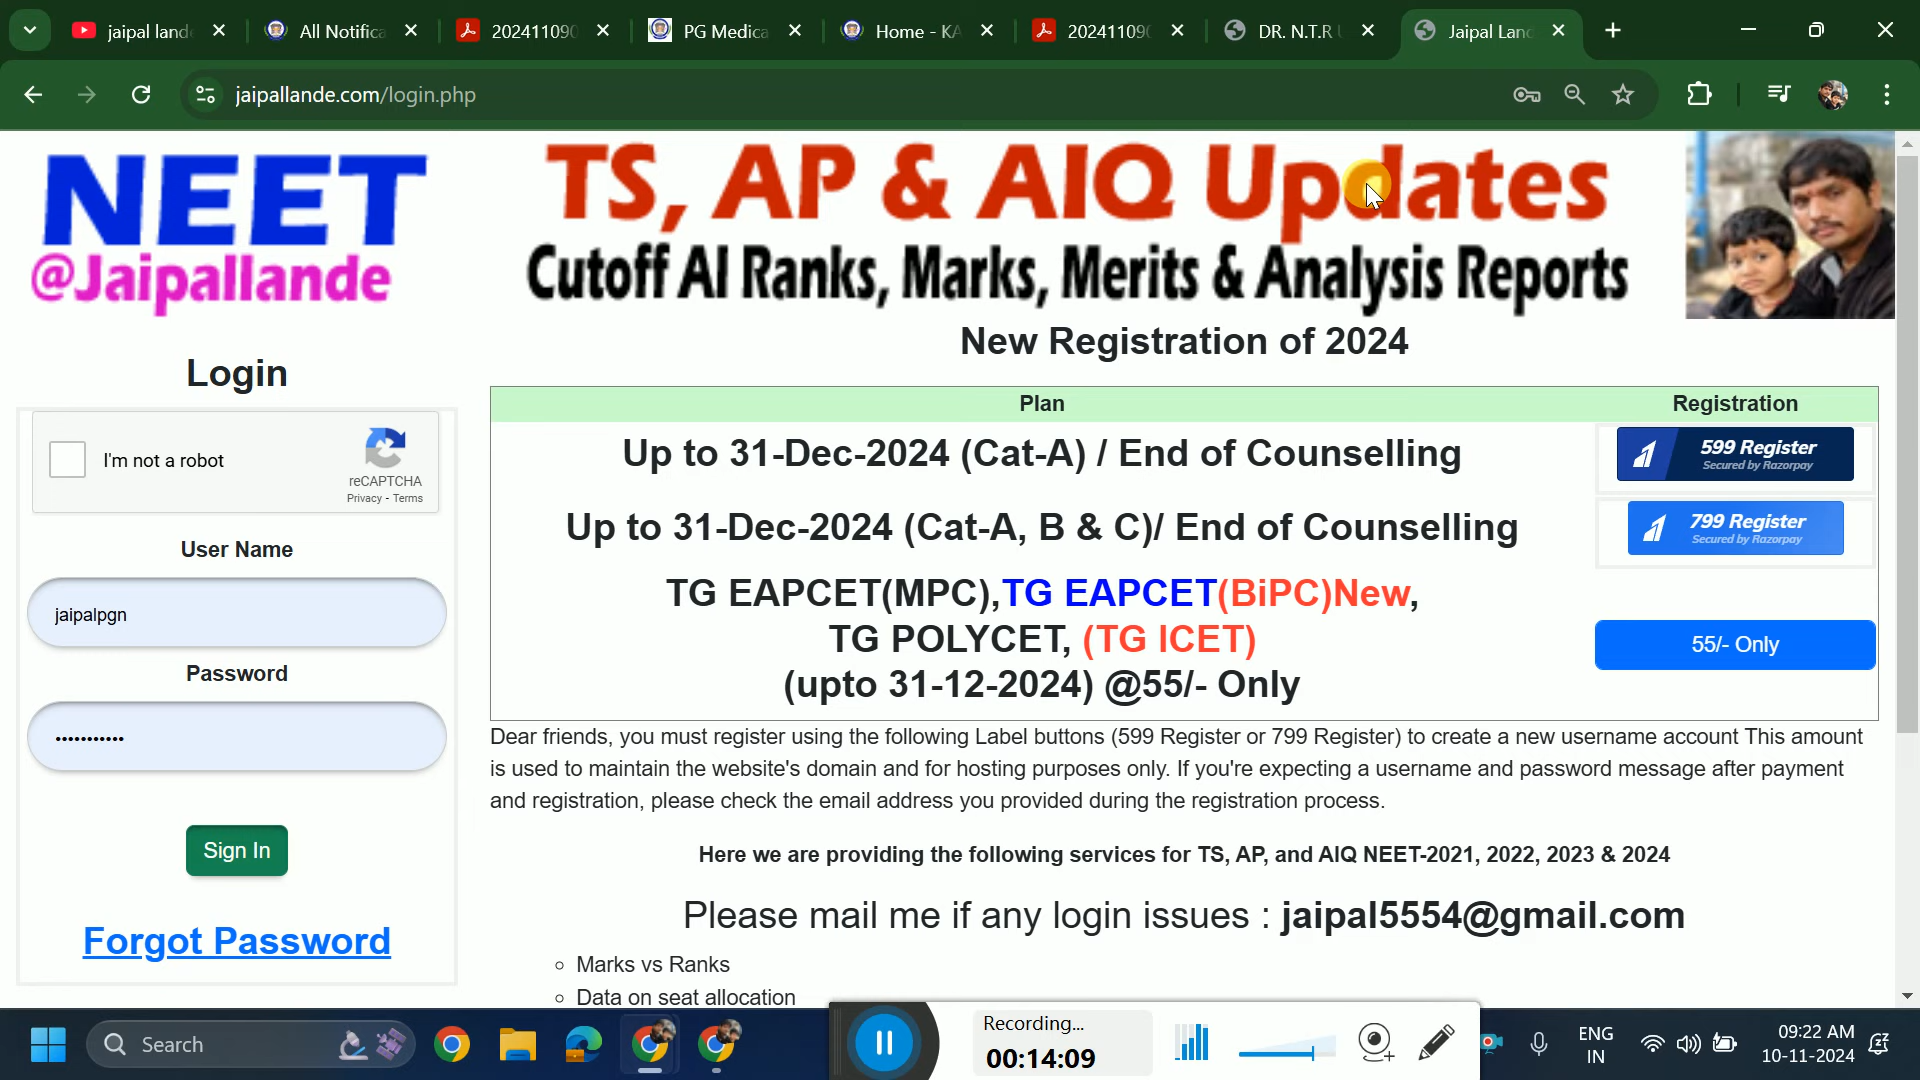 jaipal land
All Notifica
202411090
PG Medica
Home - KA
202411090
DR. N.T.R U
Jaipal Land
jaipallande.com/login.php
NEET
@Jaipallande
TS, AP & AIQ Updates
Cutoff AI Ranks, Marks, Merits & Analysis Reports
New Registration of 2024
Login
I'm not a robot
reCAPTCHA
Privacy - Terms
User Name
jaipalpgn
Password
•••••••••••
Sign In
Forgot Password
Plan
Registration
Up to 31-Dec-2024 (Cat-A) / End of Counselling
599 Register
Secured by Razorpay
Up to 31-Dec-2024 (Cat-A, B & C)/ End of Counselling
799 Register
Secured by Razorpay
TG EAPCET(MPC),TG EAPCET(BiPC)New,
TG POLYCET, (TG ICET)
(upto 31-12-2024) @55/- Only
55/- Only
Dear friends, you must register using the following Label buttons (599 Register or 799 Register) to create a new username account This amount
is used to maintain the website's domain and for hosting purposes only. If you're expecting a username and password message after payment
and registration, please check the email address you provided during the registration process.
Here we are providing the following services for TS, AP, and AIQ NEET-2021, 2022, 2023 & 2024
Please mail me if any login issues : jaipal5554@gmail.com
Marks vs Ranks
Data on seat allocation
Search
Recording...
00:14:09
ENG
IN
09:22 AM
10-11-2024